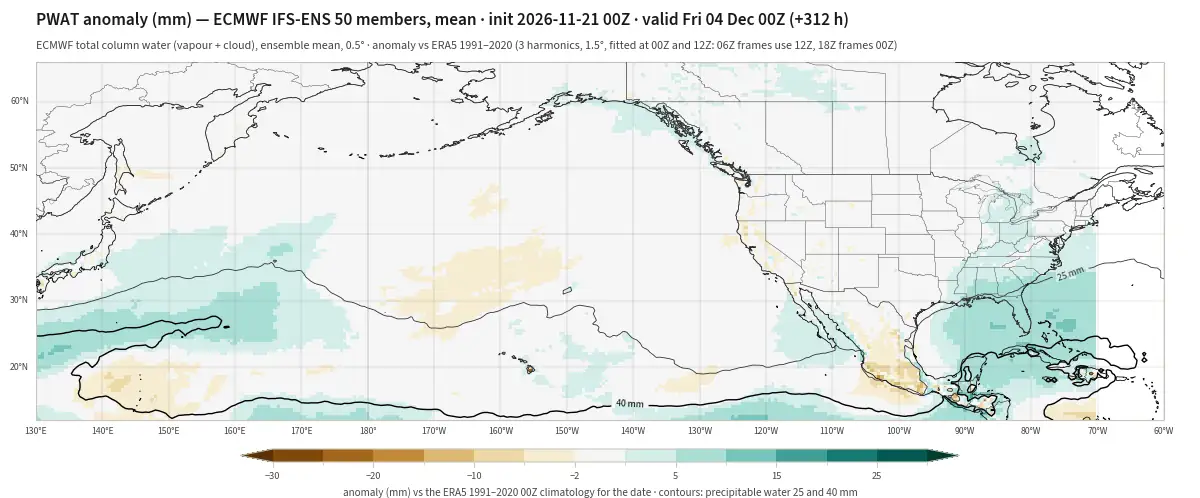 PWAT anomaly (mm) — ECMWF IFS-ENS 50 members, mean · init 2026-11-21 00Z · valid Fri 04 Dec 00Z (+312 h)
ECMWF total column water (vapour + cloud), ensemble mean, 0.5° · anomaly vs ERA5 1991–2020 (3 harmonics, 1.5°, fitted at 00Z and 12Z: 06Z frames use 12Z, 18Z frames 00Z)
60°N
50°N
40°N
25 mm
30°N
20°N
40 mm
130°E 140°E 150°E 160°E 170°E 180° 170°W 160°W 150°W 140°W 130°W 120°W 110°W 100°W 90°W 80°W 70°W 60°W
−30 −20 −10 −2 5 15 25
anomaly (mm) vs the ERA5 1991–2020 00Z climatology for the date · contours: precipitable water 25 and 40 mm